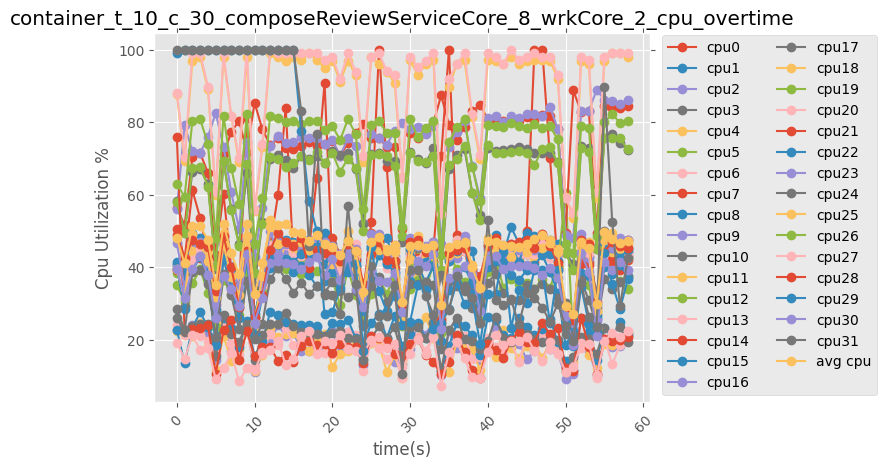 container_t_10_c_30_composeReviewServiceCore_8_wrkCore_2_cpu_overtime
Cpu Utilization %
100
80
60
40
20
0
10
20
30
40
50
60
time(s)
cpu0
cpu1
cpu2
cpu3
cpu4
cpu5
cpu6
cpu7
cpu8
cpu9
cpu10
cpu11
cpu12
cpu13
cpu14
cpu15
cpu16
cpu17
cpu18
cpu19
cpu20
cpu21
cpu22
cpu23
cpu24
cpu25
cpu26
cpu27
cpu28
cpu29
cpu30
cpu31
avg cpu